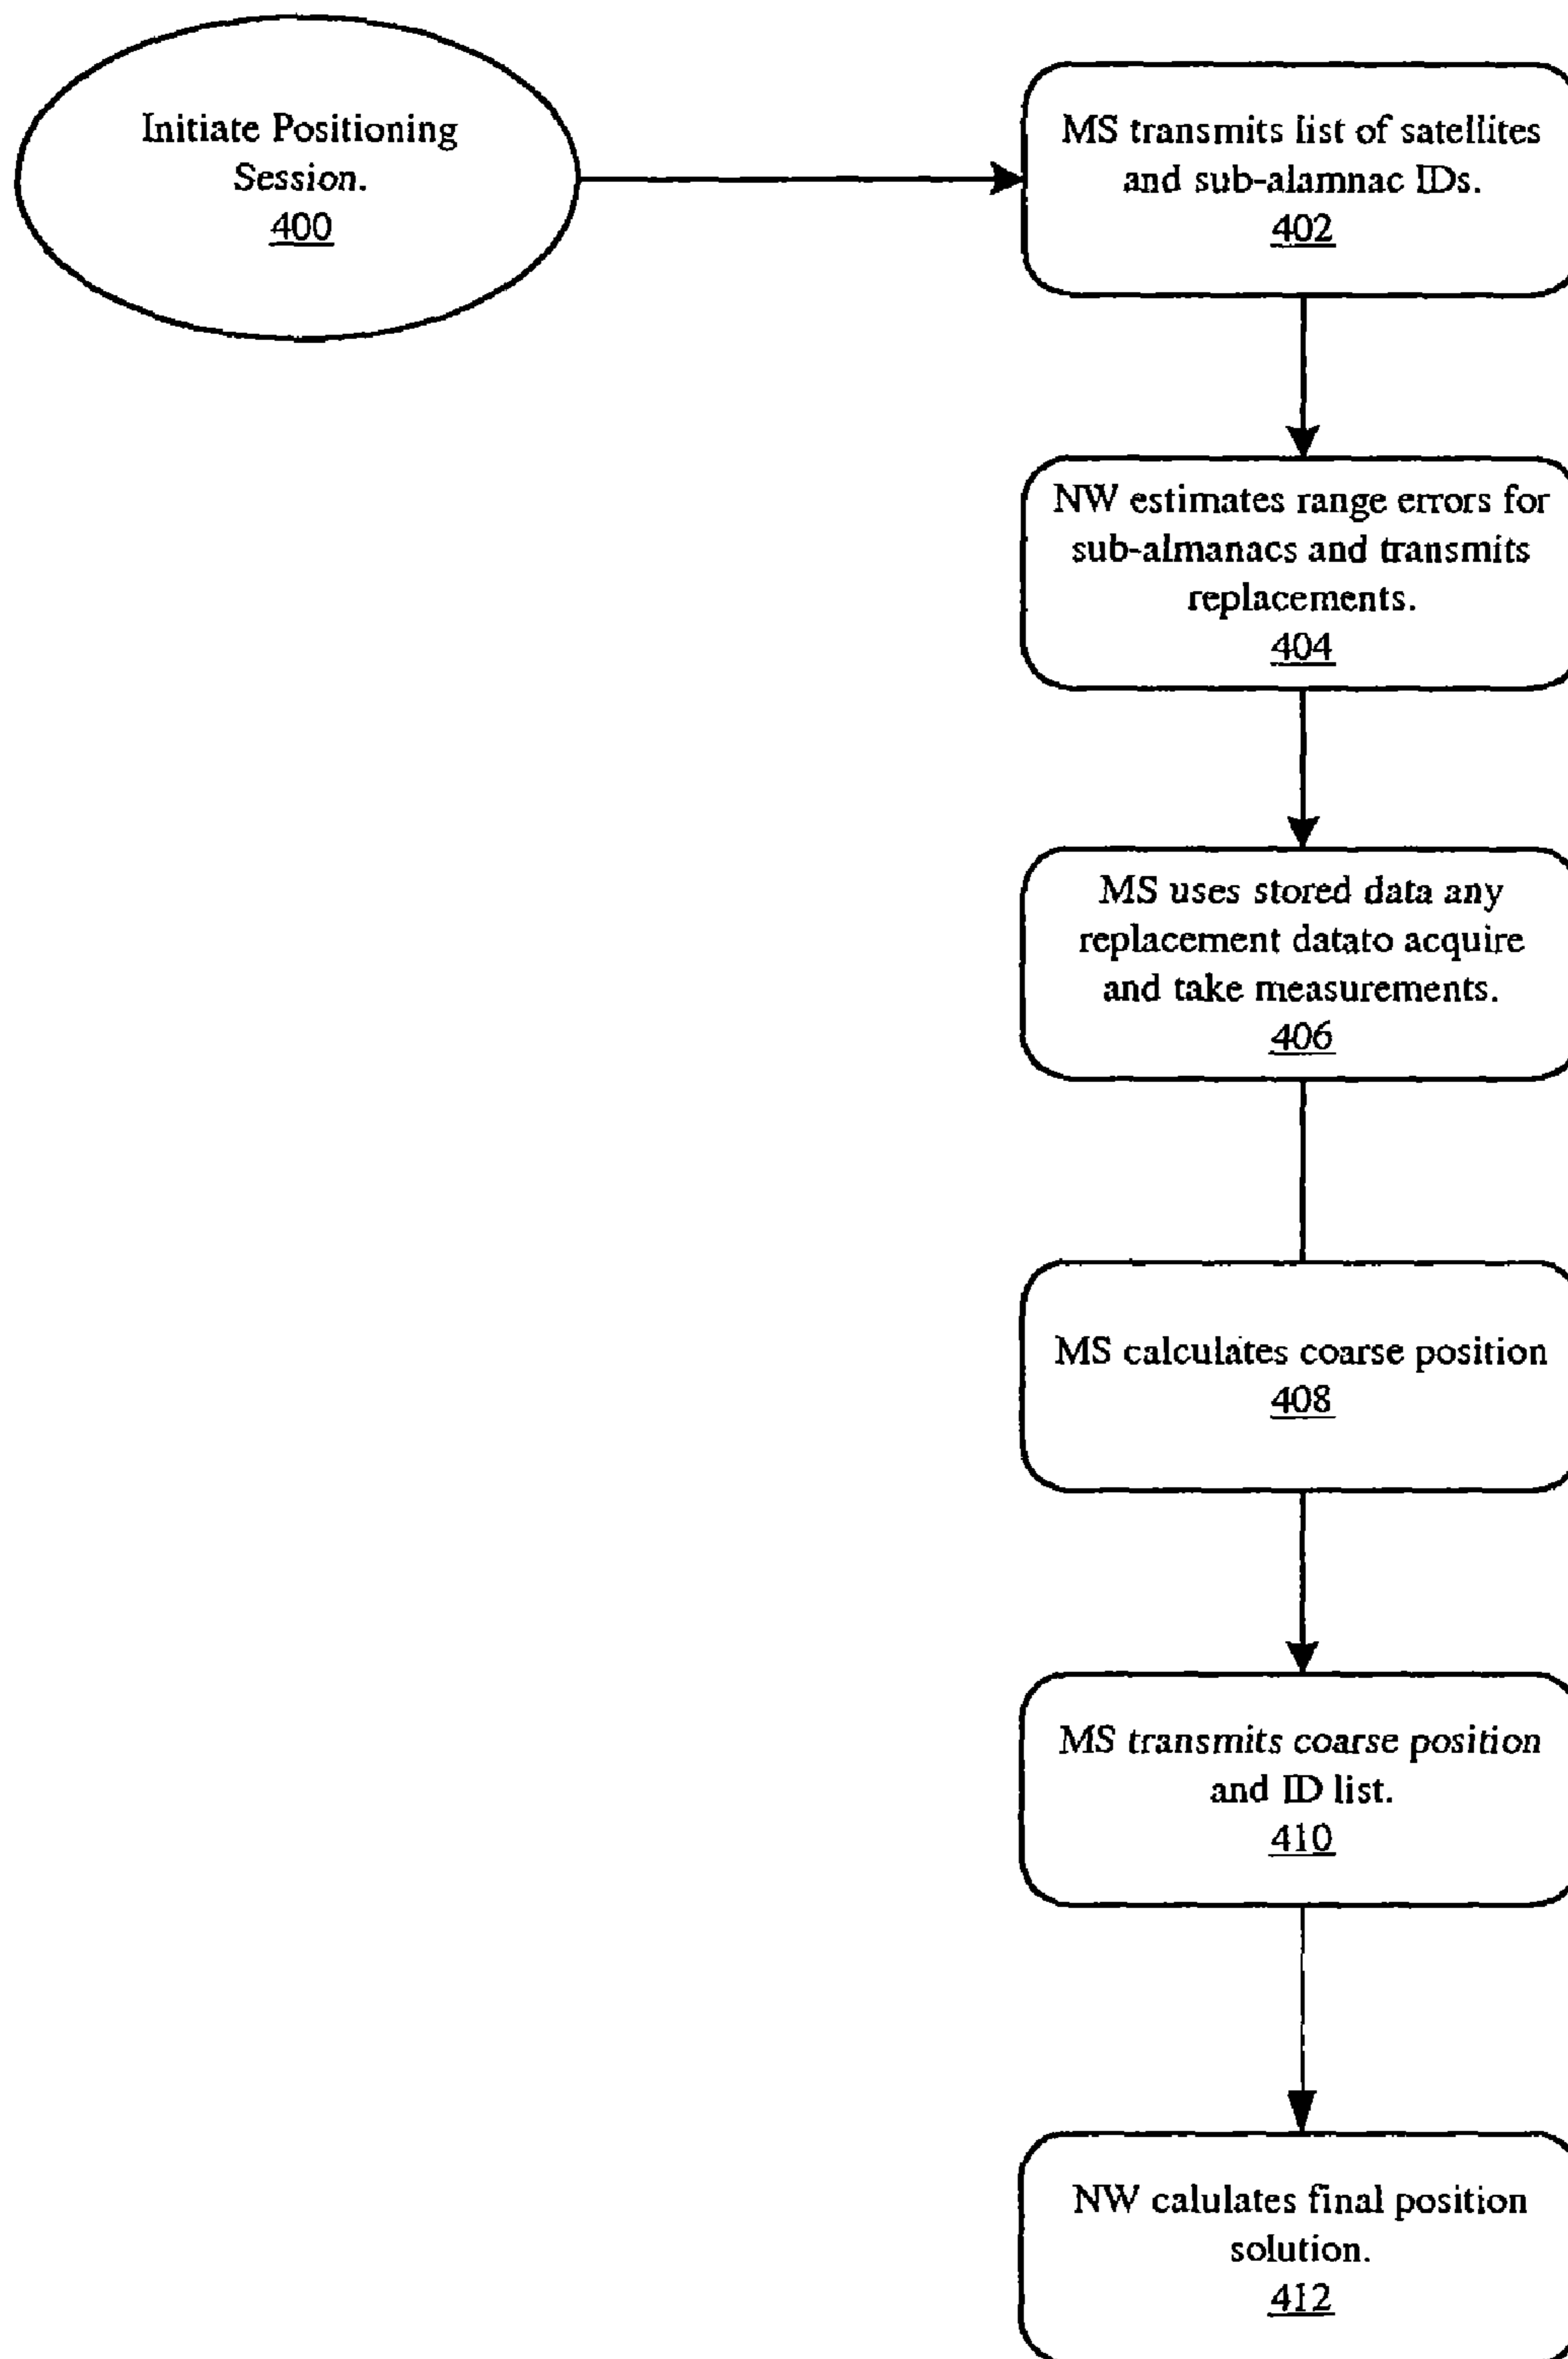 Initiate Positioning
Session.
400
MS transmits list of satellites
and sub-alamnac IDs.
402
NW estimates range errors for
sub-almanacs and transmits
replacements.
404
MS uses stored data any
replacement datato acquire
and take measurements.
406
MS calculates coarse position
408
MS transmits coarse position
and ID list.
410
NW calulates final position
solution.
412